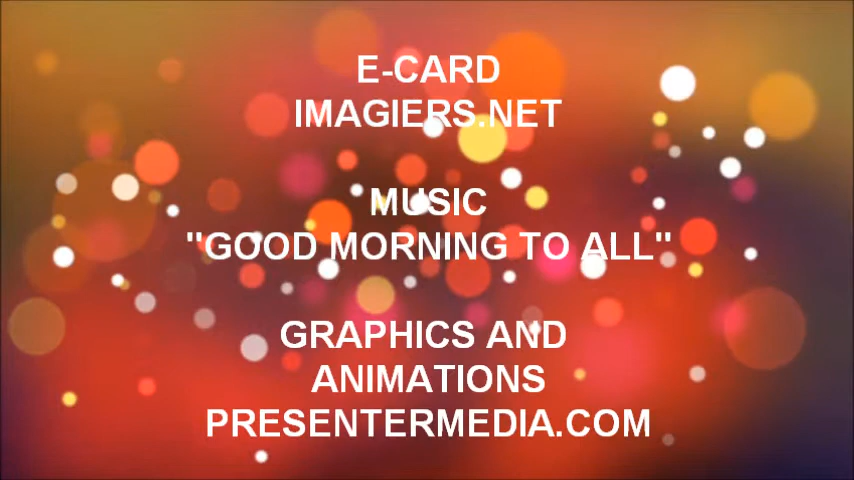 E-CARD
IMAGIERS.NET
MUSIC
"GOOD MORNING TO ALL"
GRAPHICS AND
ANIMATIONS
PRESENTERMEDIA.COM